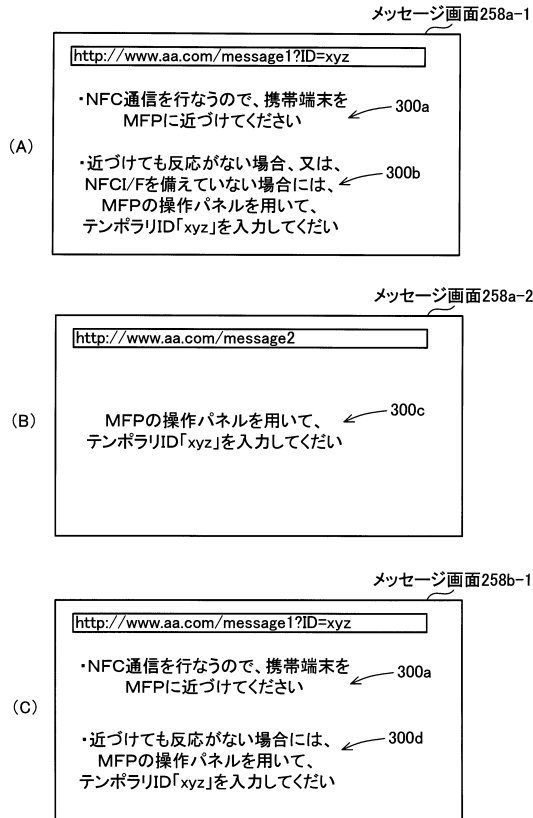 メッセージ画面258a-1
http://www.aa.com/message1?ID=xyz
・NFC通信を行なうので、携帯端末を
MFPに近づけてください
300a
(A)
・近づけても反応がない場合、又は、
NFCI/Fを備えていない場合には、
MFPの操作パネルを用いて、
テンポラリID「xyz」を入力してくだい
300b
メッセージ画面258a-2
http://www.aa.com/message2
(B)
MFPの操作パネルを用いて、
テンポラリID「xyz」を入力してくだい
300c
メッセージ画面258b-1
http://www.aa.com/message1?ID=xyz
・NFC通信を行なうので、携帯端末を
MFPに近づけてください
300a
(C)
・近づけても反応がない場合には、
MFPの操作パネルを用いて、
テンポラリID「xyz」を入力してくだい
300d